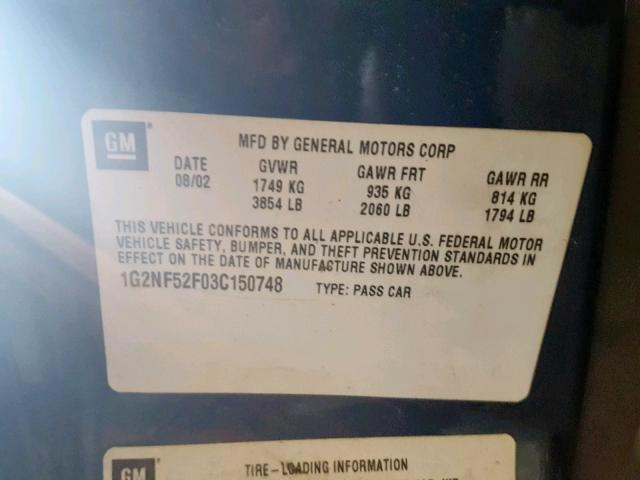 GM® MFD BY GENERAL MOTORS CORP
DATE GVWR GAWR FRT GAWR RR
08/02 1749 KG 935 KG 814 KG
3854 LB 2060 LB 1794 LB
THIS VEHICLE CONFORMS TO ALL APPLICABLE U.S. FEDERAL MOTOR
VEHICLE SAFETY, BUMPER, AND THEFT PREVENTION STANDARDS IN
EFFECT ON THE DATE OF MANUFACTURE SHOWN ABOVE.
1G2NF52F03C150748 TYPE: PASS CAR
GM® TIRE-LOADING INFORMATION